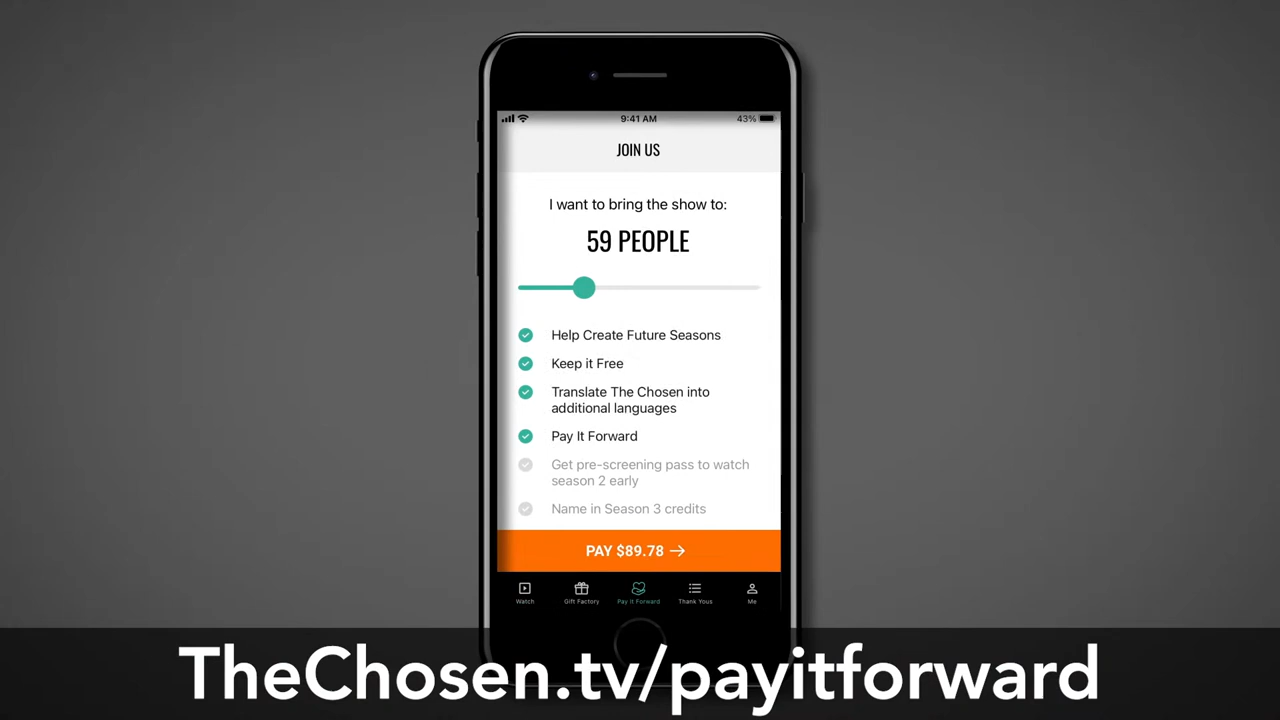 9:41 AM
43%
JOIN US
I want to bring the show to:
59 PEOPLE
Help Create Future Seasons
Keep it Free
Translate The Chosen into
additional languages
Pay It Forward
Get pre-screening pass to watch
season 2 early
Name in Season 3 credits
PAY $89.78 →
Watch
Gift Factory
Pay it Forward
Thank Yous
Me
TheChosen.tv/payitforward